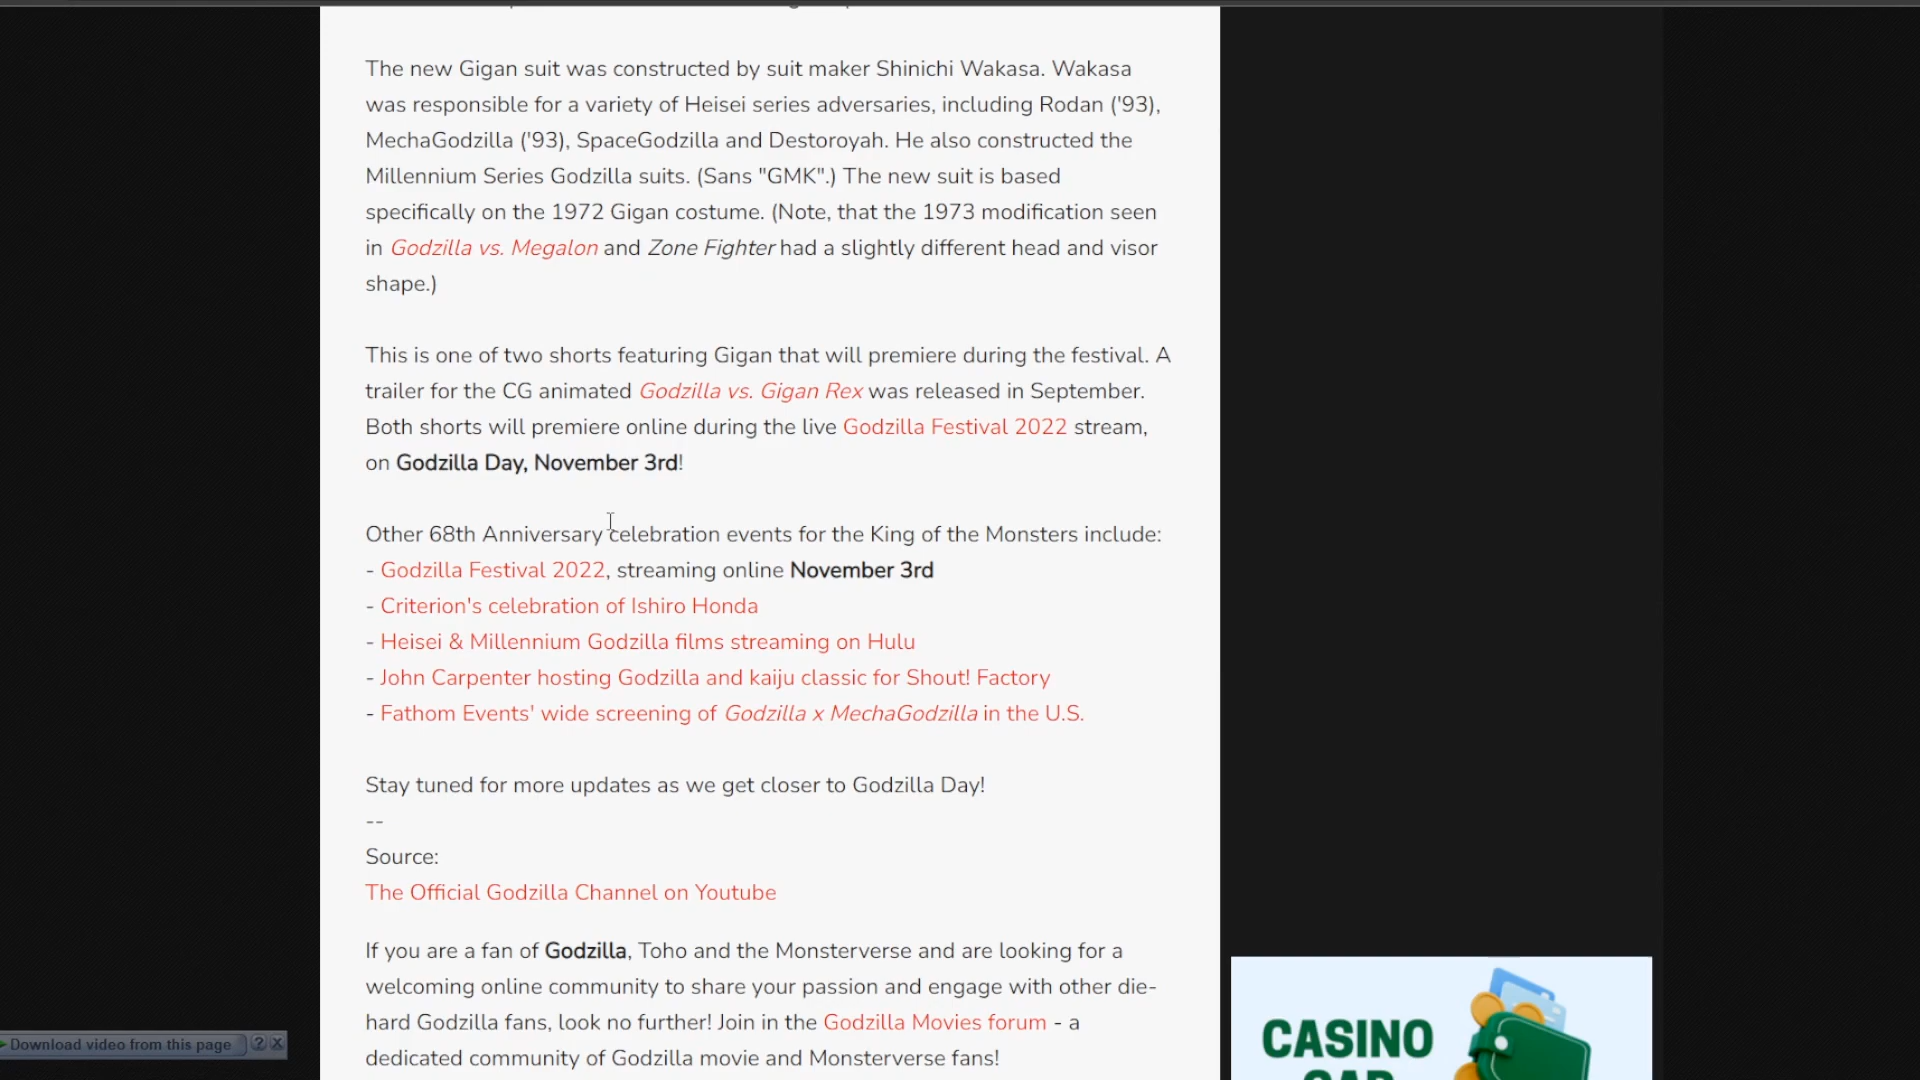 The new Gigan suit was constructed by suit maker Shinichi Wakasa. Wakasa
was responsible for a variety of Heisei series adversaries, including Rodan ('93),
MechaGodzilla ('93), SpaceGodzilla and Destoroyah. He also constructed the
Millennium Series Godzilla suits. (Sans "GMK".) The new suit is based
specifically on the 1972 Gigan costume. (Note, that the 1973 modification seen
in Godzilla vs. Megalon and Zone Fighter had a slightly different head and visor
shape.)
This is one of two shorts featuring Gigan that will premiere during the festival. A
trailer for the CG animated Godzilla vs. Gigan Rex was released in September.
Both shorts will premiere online during the live Godzilla Festival 2022 stream,
on Godzilla Day, November 3rd!
Other 68th Anniversary celebration events for the King of the Monsters include:
- Godzilla Festival 2022, streaming online November 3rd
- Criterion's celebration of Ishiro Honda
- Heisei & Millennium Godzilla films streaming on Hulu
- John Carpenter hosting Godzilla and kaiju classic for Shout! Factory
- Fathom Events' wide screening of Godzilla x MechaGodzilla in the U.S.
Stay tuned for more updates as we get closer to Godzilla Day!
--
Source:
The Official Godzilla Channel on Youtube
If you are a fan of Godzilla, Toho and the Monsterverse and are looking for a
welcoming online community to share your passion and engage with other die-
hard Godzilla fans, look no further! Join in the Godzilla Movies forum - a
dedicated community of Godzilla movie and Monsterverse fans!
Download video from this page ? X
CASINO